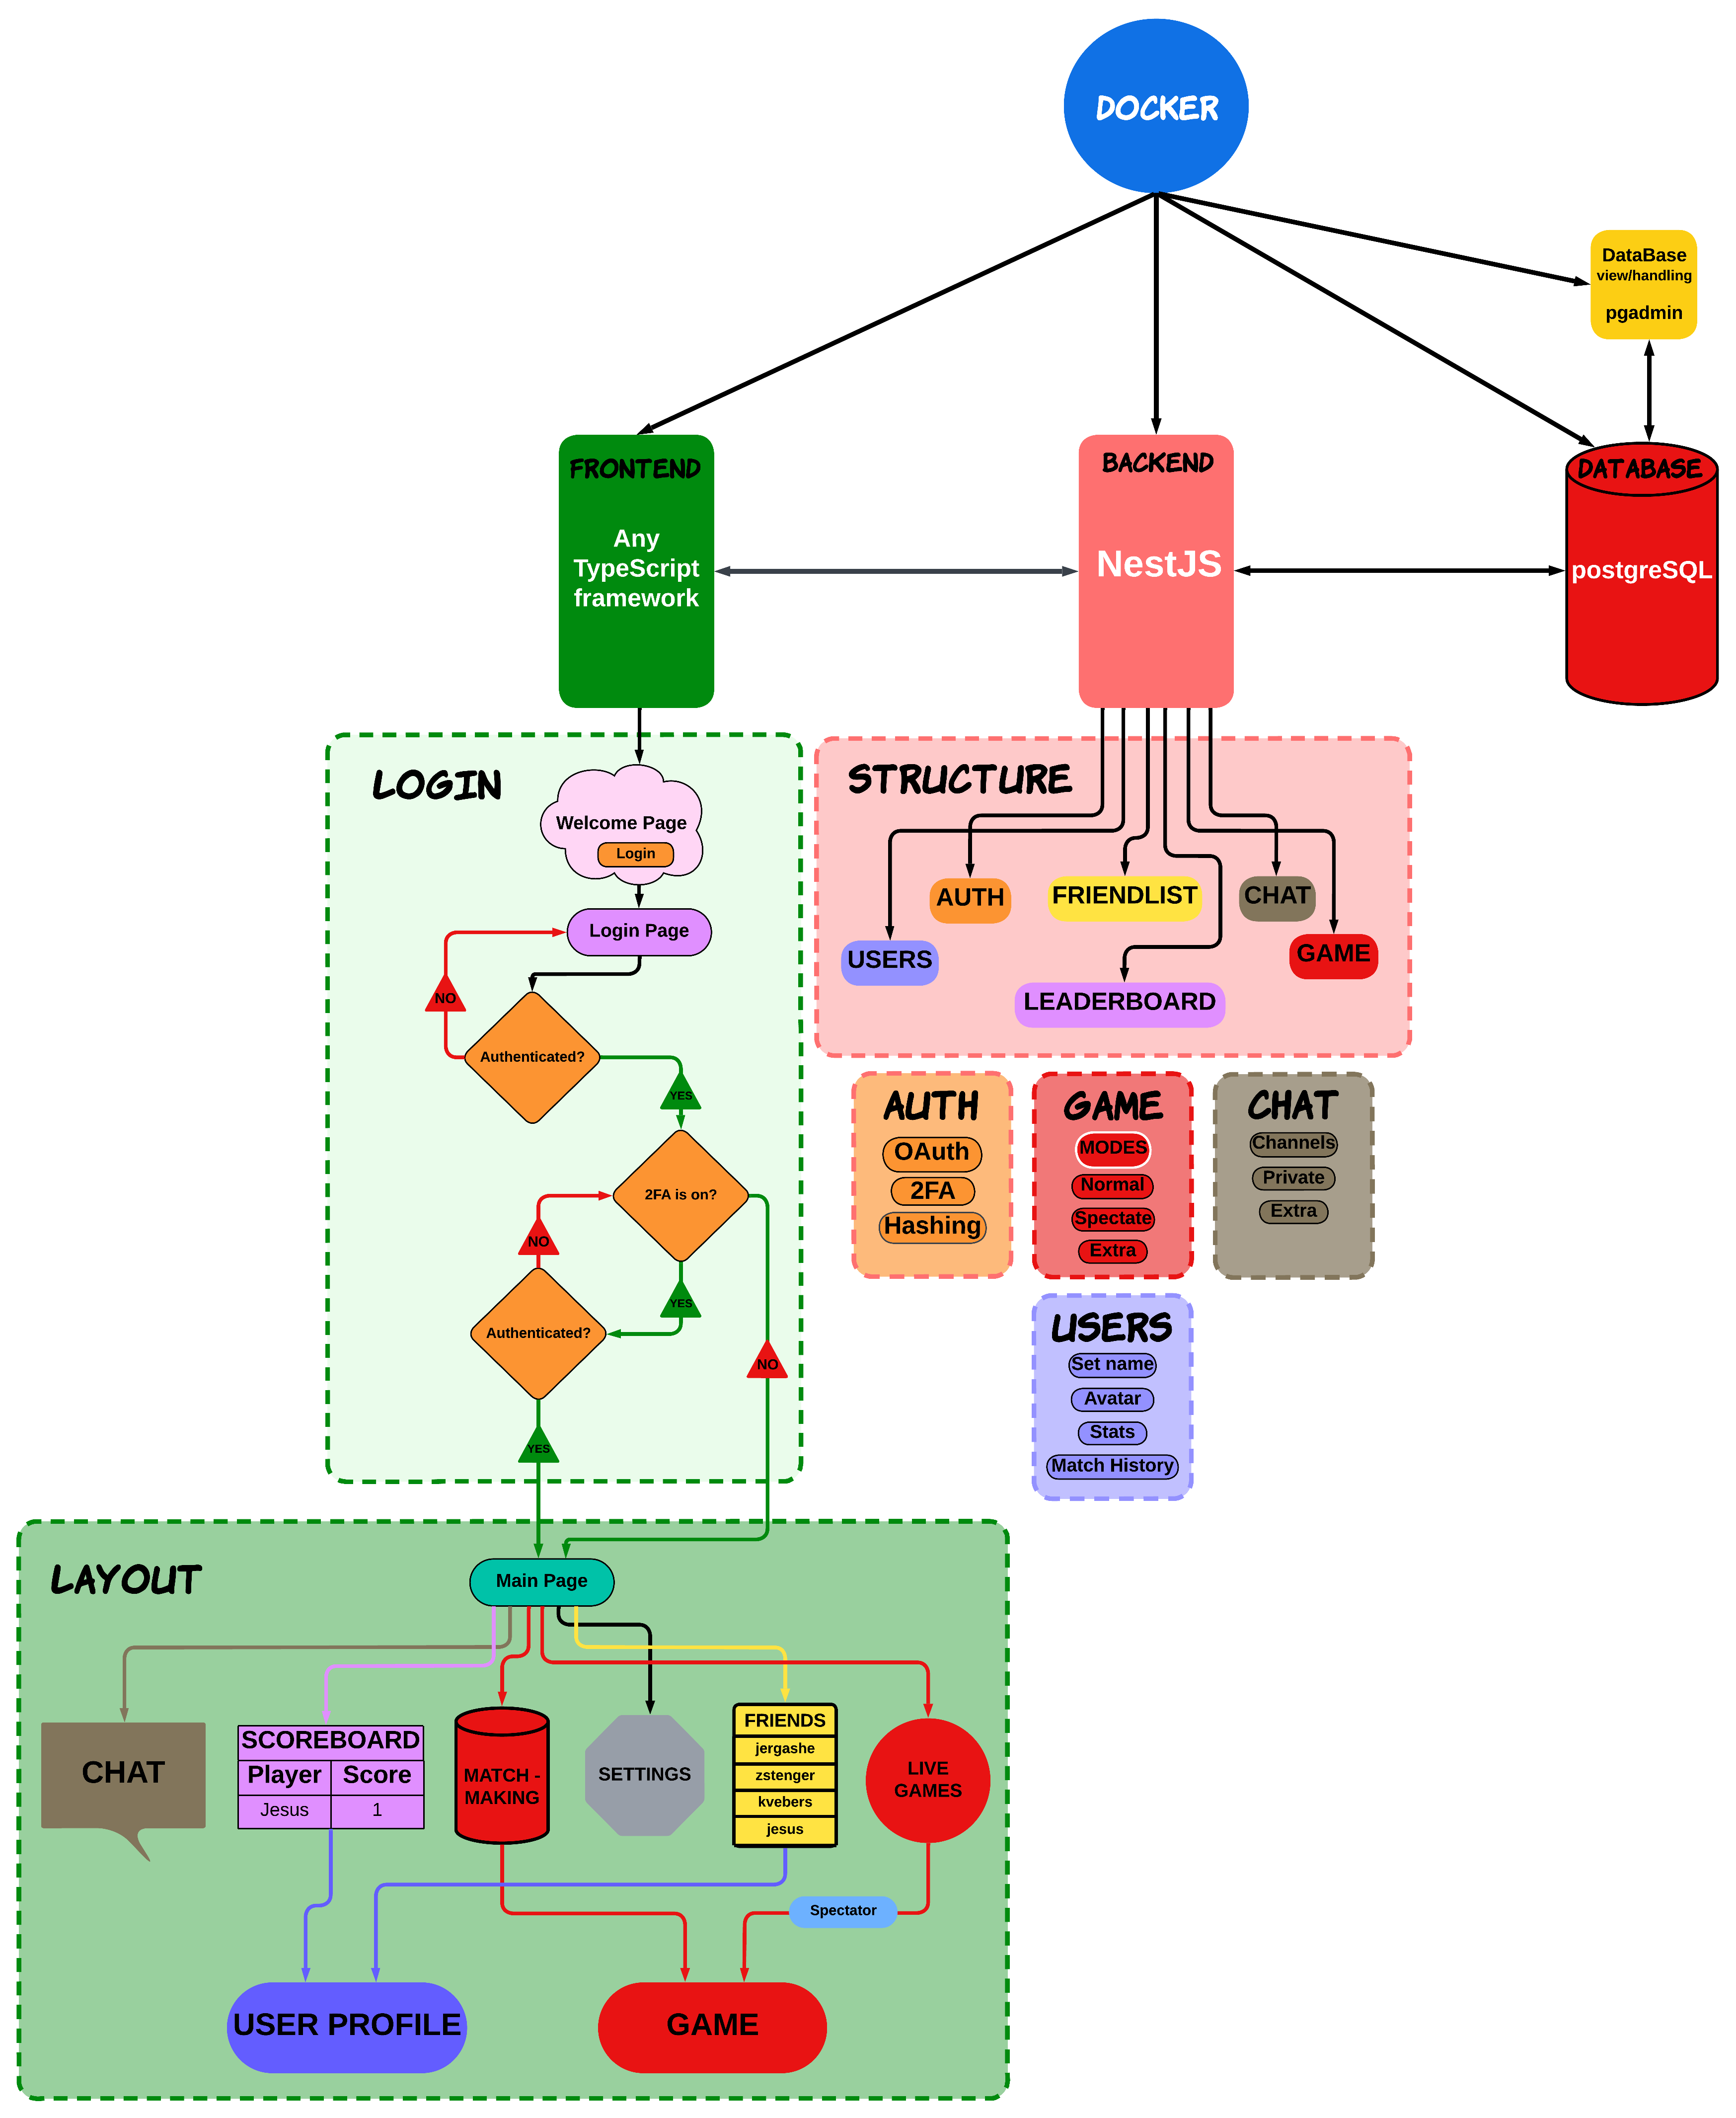 DOCKER
DataBase
view/handling
pgadmin
FRONTEND
Any
TypeScript
framework
BACKEND
NestJS
DATABASE
postgreSQL
LOGIN
Welcome Page
Login
Login Page
NO
Authenticated?
YES
2FA is on?
NO
YES
Authenticated?
NO
YES
STRUCTURE
AUTH
FRIENDLIST
CHAT
USERS
GAME
LEADERBOARD
AUTH
OAuth
2FA
Hashing
GAME
MODES
Normal
Spectate
Extra
CHAT
Channels
Private
Extra
USERS
Set name
Avatar
Stats
Match History
LAYOUT
Main Page
CHAT
SCOREBOARD
Player Score
Jesus 1
MATCH -
MAKING
SETTINGS
FRIENDS
jergashe
zstenger
kvebers
jesus
LIVE
GAMES
Spectator
USER PROFILE
GAME